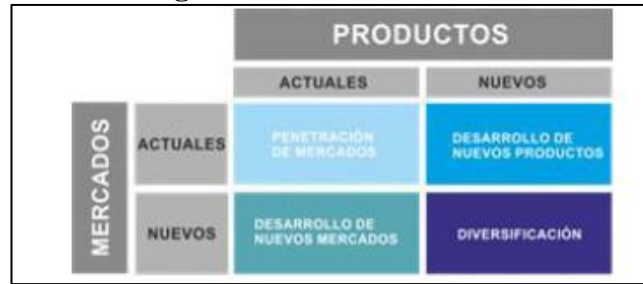 PRODUCTOS
ACTUALES
NUEVOS
MERCADOS
ACTUALES
PENETRACIÓN
DE MERCADOS
DESARROLLO DE
NUEVOS PRODUCTOS
NUEVOS
DESARROLLO DE
NUEVOS MERCADOS
DIVERSIFICACIÓN